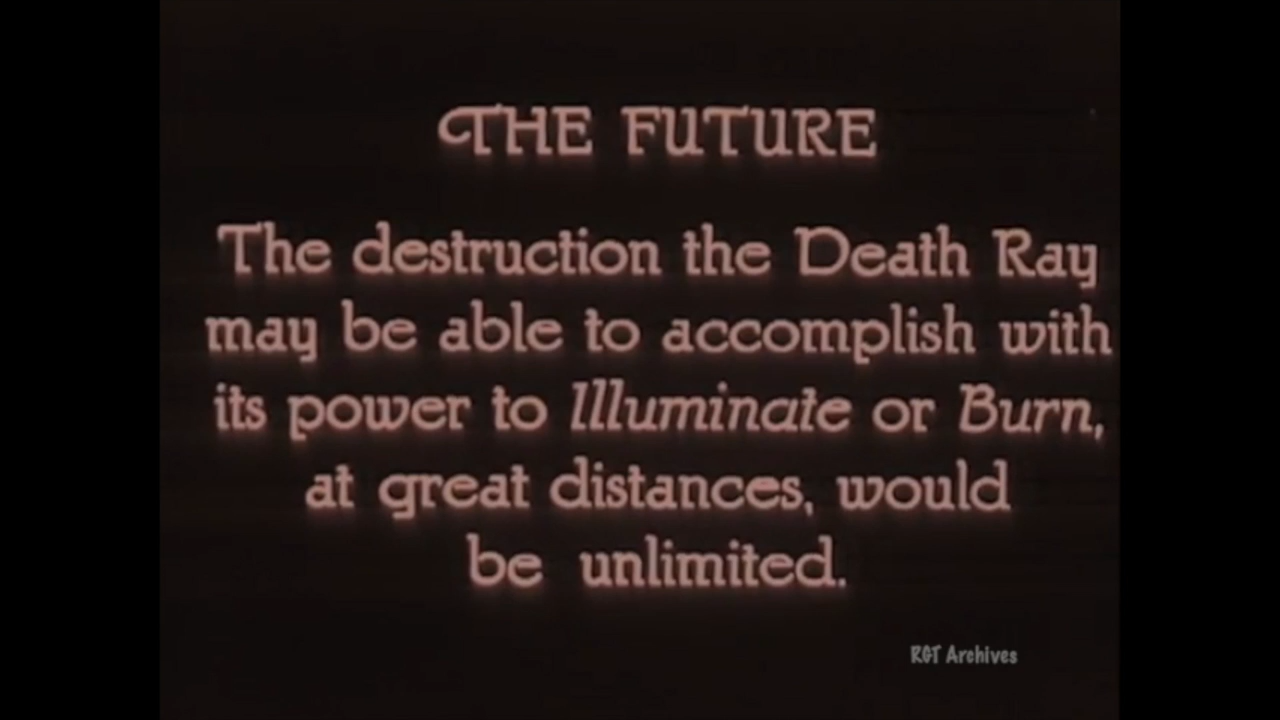 THE FUTURE
The destruction the Death Ray
may be able to accomplish with
its power to Illuminate or Burn,
at great distances, would
be unlimited.
RGT Archives